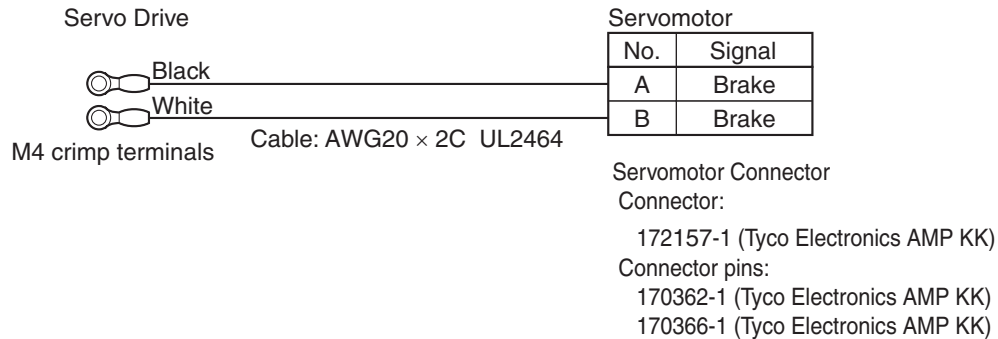 Servo Drive
Servomotor
No. Signal
Black
A Brake
White
B Brake
Cable: AWG20 × 2C UL2464
M4 crimp terminals
Servomotor Connector
Connector:
172157-1 (Tyco Electronics AMP KK)
Connector pins:
170362-1 (Tyco Electronics AMP KK)
170366-1 (Tyco Electronics AMP KK)